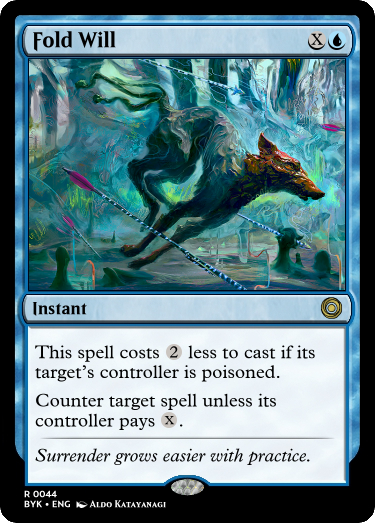 Fold Will X
Instant
This spell costs 2 less to cast if its
target's controller is poisoned.
Counter target spell unless its
controller pays X.
Surrender grows easier with practice.
R 0044
BYK • ENG Aldo Katayanagi